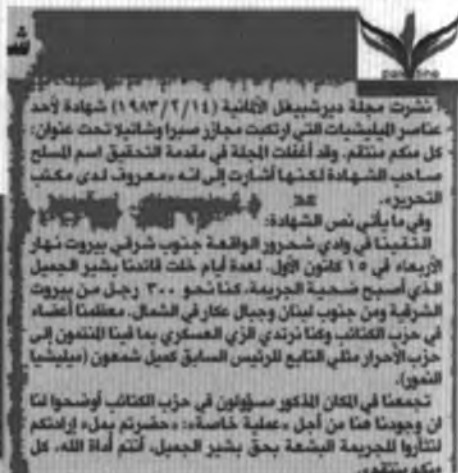 نشرت مجلة ديرشبيغل الألمانية (١٩٨٣/٢/١٤) شهادة لأحد
عناصر الميليشيات التي ارتكبت مجازر صبرا وشاتيلا تحت عنوان:
كل منكم منتقم. وقد أغفلت المجلة في مقدمة التحقيق اسم المسلح
صاحب الشهادة لكنها أشارت إلى انه «معروف لدى مكتب
التحرير».
وفي ما يأتي نص الشهادة:
التقينا في وادي شحرور الواقعة جنوب شرقي بيروت نهار
الأربعاء في ١٥ كانون الأول. لعدة أيام خلت قائدنا بشير الجميل
الذي أصبح ضحية الجريمة. كنا نحو ٣٠٠ رجل من بيروت
الشرقية ومن جنوب لبنان وجبال عكار في الشمال. معظمنا أعضاء
في حزب الكتائب وكنا نرتدي الزي العسكري بما فينا المنتمون إلى
حزب الأحرار مثلي التابع للرئيس السابق كميل شمعون (ميليشيا
النمور).
تجمعنا في المكان المذكور مسؤولون في حزب الكتائب أوضحوا لنا
ان وجودنا هنا من أجل «عملية خاصة»: «حضرتم بملء إرادتكم
لتثأروا للجريمة البشعة بحق بشير الجميل. أنتم أداة الله. كل
منكم منتقم».